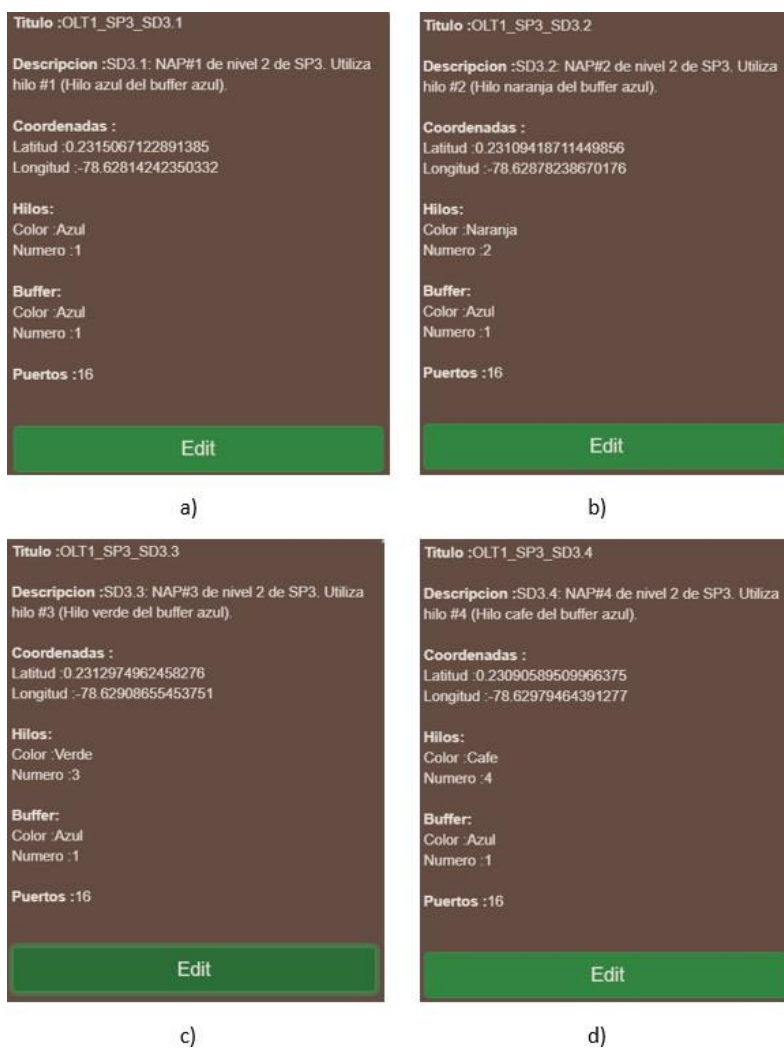 Titulo :OLT1_SP3_SD3.1
Descripcion :SD3.1: NAP#1 de nivel 2 de SP3. Utiliza
hilo #1 (Hilo azul del buffer azul).
Coordenadas :
Latitud :0.2315067122891385
Longitud :-78.62814242350332
Hilos:
Color :Azul
Numero :1
Buffer:
Color :Azul
Numero :1
Puertos :16
Edit
a)
Titulo :OLT1_SP3_SD3.2
Descripcion :SD3.2: NAP#2 de nivel 2 de SP3. Utiliza
hilo #2 (Hilo naranja del buffer azul).
Coordenadas :
Latitud :0.23109418711449856
Longitud :-78.62878238670176
Hilos:
Color :Naranja
Numero :2
Buffer:
Color :Azul
Numero :1
Puertos :16
Edit
b)
Titulo :OLT1_SP3_SD3.3
Descripcion :SD3.3: NAP#3 de nivel 2 de SP3. Utiliza
hilo #3 (Hilo verde del buffer azul).
Coordenadas :
Latitud :0.2312974962458276
Longitud :-78.62908655453751
Hilos:
Color :Verde
Numero :3
Buffer:
Color :Azul
Numero :1
Puertos :16
Edit
c)
Titulo :OLT1_SP3_SD3.4
Descripcion :SD3.4: NAP#4 de nivel 2 de SP3. Utiliza
hilo #4 (Hilo cafe del buffer azul).
Coordenadas :
Latitud :0.23090589509966375
Longitud :-78.62979464391277
Hilos:
Color :Cafe
Numero :4
Buffer:
Color :Azul
Numero :1
Puertos :16
Edit
d)